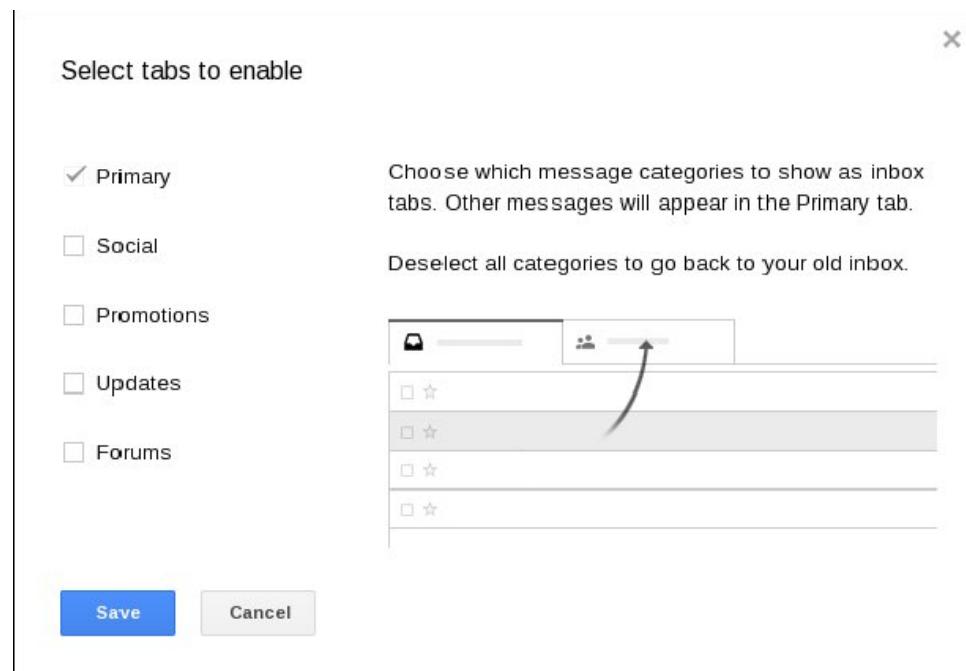 Select tabs to enable
Primary
Social
Promotions
Updates
Forums
Choose which message categories to show as inbox
tabs. Other messages will appear in the Primary tab.
Deselect all categories to go back to your old inbox.
Save
Cancel